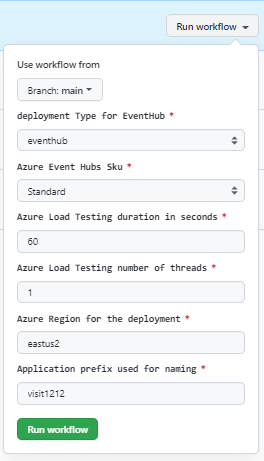 Run workflow
Use workflow from
Branch: main
deployment Type for EventHub *
eventhub
Azure Event Hubs Sku *
Standard
Azure Load Testing duration in seconds *
60
Azure Load Testing number of threads *
1
Azure Region for the deployment *
eastus2
Application prefix used for naming *
visit1212
Run workflow